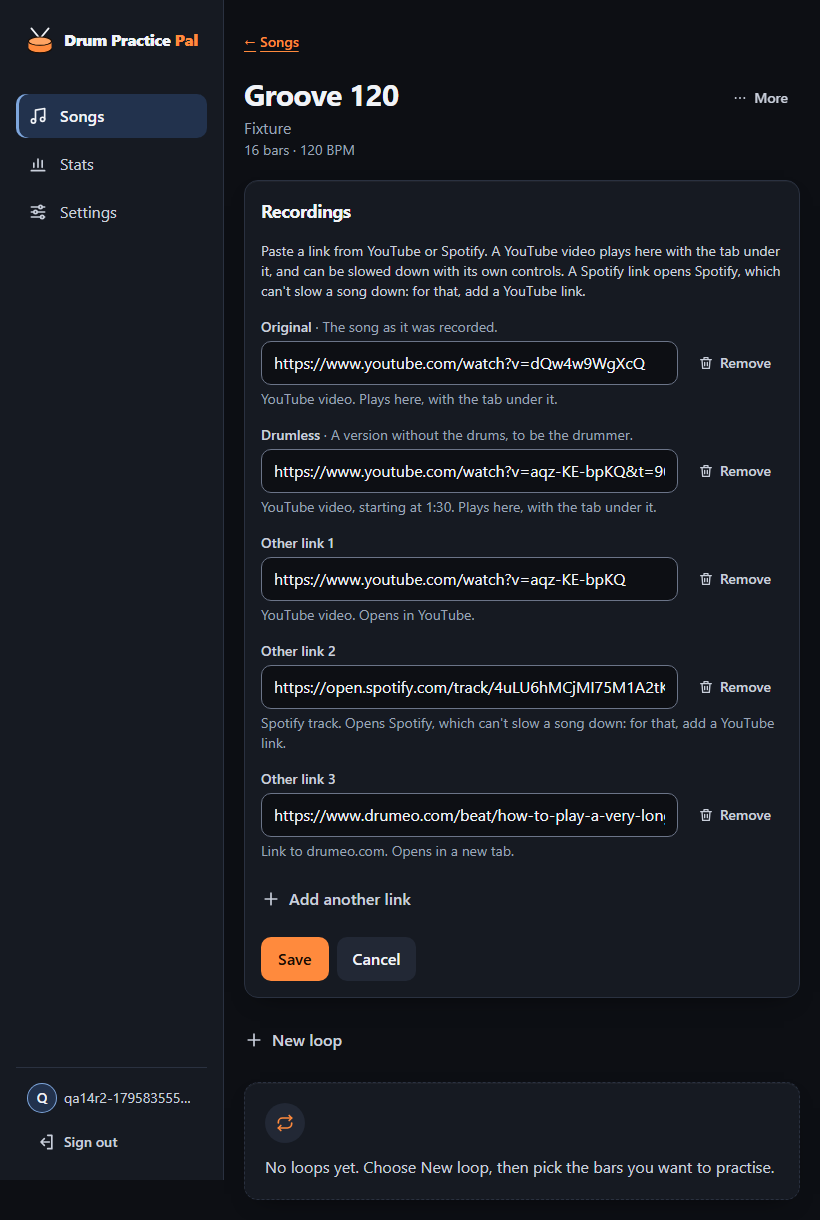 Drum Practice Pal
Songs
Stats
Settings
← Songs
Groove 120
··· More
Fixture
16 bars · 120 BPM
Recordings
Paste a link from YouTube or Spotify. A YouTube video plays here with the tab under
it, and can be slowed down with its own controls. A Spotify link opens Spotify, which
can't slow a song down: for that, add a YouTube link.
Original · The song as it was recorded.
https://www.youtube.com/watch?v=dQw4w9WgXcQ
Remove
YouTube video. Plays here, with the tab under it.
Drumless · A version without the drums, to be the drummer.
https://www.youtube.com/watch?v=aqz-KE-bpKQ&t=9
Remove
YouTube video, starting at 1:30. Plays here, with the tab under it.
Other link 1
https://www.youtube.com/watch?v=aqz-KE-bpKQ
Remove
YouTube video. Opens in YouTube.
Other link 2
https://open.spotify.com/track/4uLU6hMCjMI75M1A2t
Remove
Spotify track. Opens Spotify, which can't slow a song down: for that, add a YouTube
link.
Other link 3
https://www.drumeo.com/beat/how-to-play-a-very-lon
Remove
Link to drumeo.com. Opens in a new tab.
+ Add another link
Save
Cancel
+ New loop
No loops yet. Choose New loop, then pick the bars you want to practise.
Q
qa14r2-179583555...
Sign out